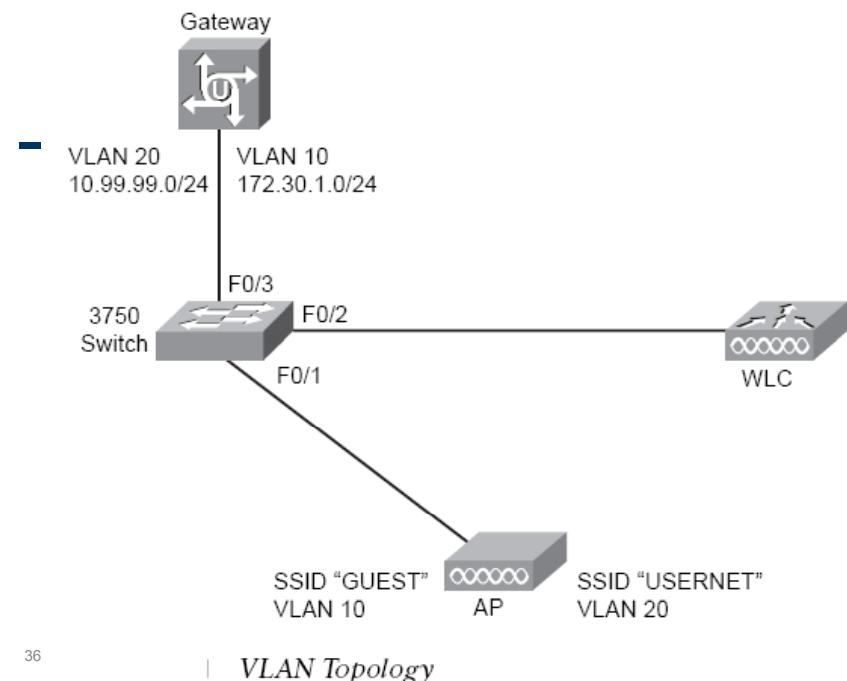 Gateway
U
VLAN 20
10.99.99.0/24
VLAN 10
172.30.1.0/24
F0/3
3750
Switch
F0/2
WLC
F0/1
SSID “GUEST”
VLAN 10
AP
SSID “USERNET”
VLAN 20
36
VLAN Topology